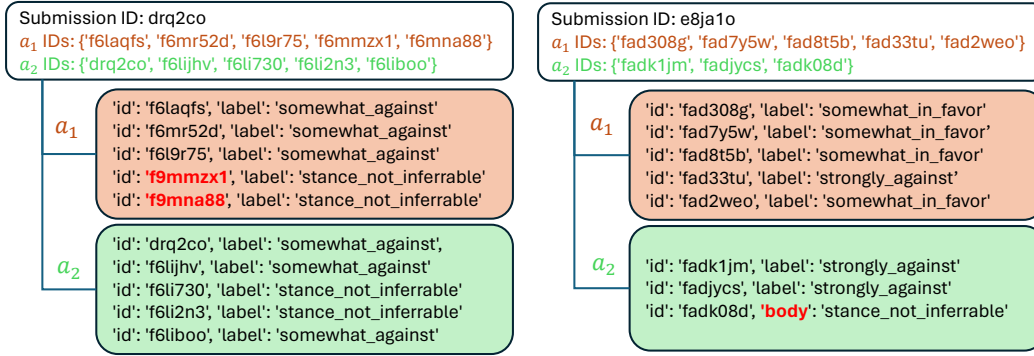 Submission ID: drq2co
a₁ IDs: {'f6laqfs', 'f6mr52d', 'f6l9r75', 'f6mmzx1', 'f6mna88'}
a₂ IDs: {'drq2co', 'f6lijhv', 'f6li730', 'f6li2n3', 'f6liboo'}
a₁
'id': 'f6laqfs', 'label': 'somewhat_against'
'id': 'f6mr52d', 'label': 'somewhat_against'
'id': 'f6l9r75', 'label': 'somewhat_against'
'id': 'f9mmzx1', 'label': 'stance_not_inferrable'
'id': 'f9mna88', 'label': 'stance_not_inferrable'
a₂
'id': 'drq2co', 'label': 'somewhat_against',
'id': 'f6lijhv', 'label': 'somewhat_against'
'id': 'f6li730', 'label': 'stance_not_inferrable'
'id': 'f6li2n3', 'label': 'stance_not_inferrable'
'id': 'f6liboo', 'label': 'somewhat_against'
Submission ID: e8ja1o
a₁ IDs: {'fad308g', 'fad7y5w', 'fad8t5b', 'fad33tu', 'fad2weo'}
a₂ IDs: {'fadk1jm', 'fadjycs', 'fadk08d'}
a₁
'id': 'fad308g', 'label': 'somewhat_in_favor'
'id': 'fad7y5w', 'label': 'somewhat_in_favor’
'id': 'fad8t5b', 'label': 'somewhat_in_favor'
'id': 'fad33tu', 'label': 'strongly_against’
'id': 'fad2weo', 'label': 'somewhat_in_favor'
a₂
'id': 'fadk1jm', 'label': 'strongly_against'
'id': 'fadjycs', 'label': 'strongly_against'
'id': 'fadk08d', 'body': 'stance_not_inferrable'